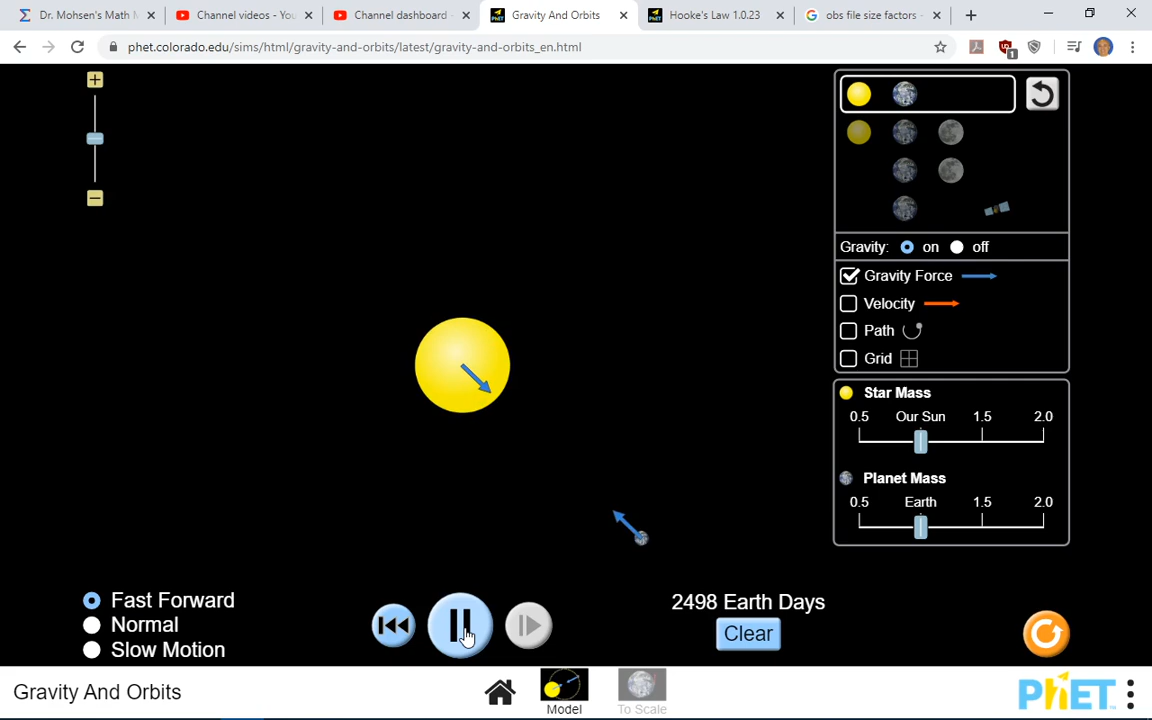 Dr. Mohsen's Math M
Channel videos - You
Channel dashboard -
Gravity And Orbits
Hooke's Law 1.0.23
obs file size factors -
phet.colorado.edu/sims/html/gravity-and-orbits/latest/gravity-and-orbits_en.html
1
Gravity: on off
Gravity Force
Velocity
Path
Grid
Star Mass
0.5 Our Sun 1.5 2.0
Planet Mass
0.5 Earth 1.5 2.0
Fast Forward
Normal
Slow Motion
2498 Earth Days
Clear
Gravity And Orbits
Model
To Scale
PhET